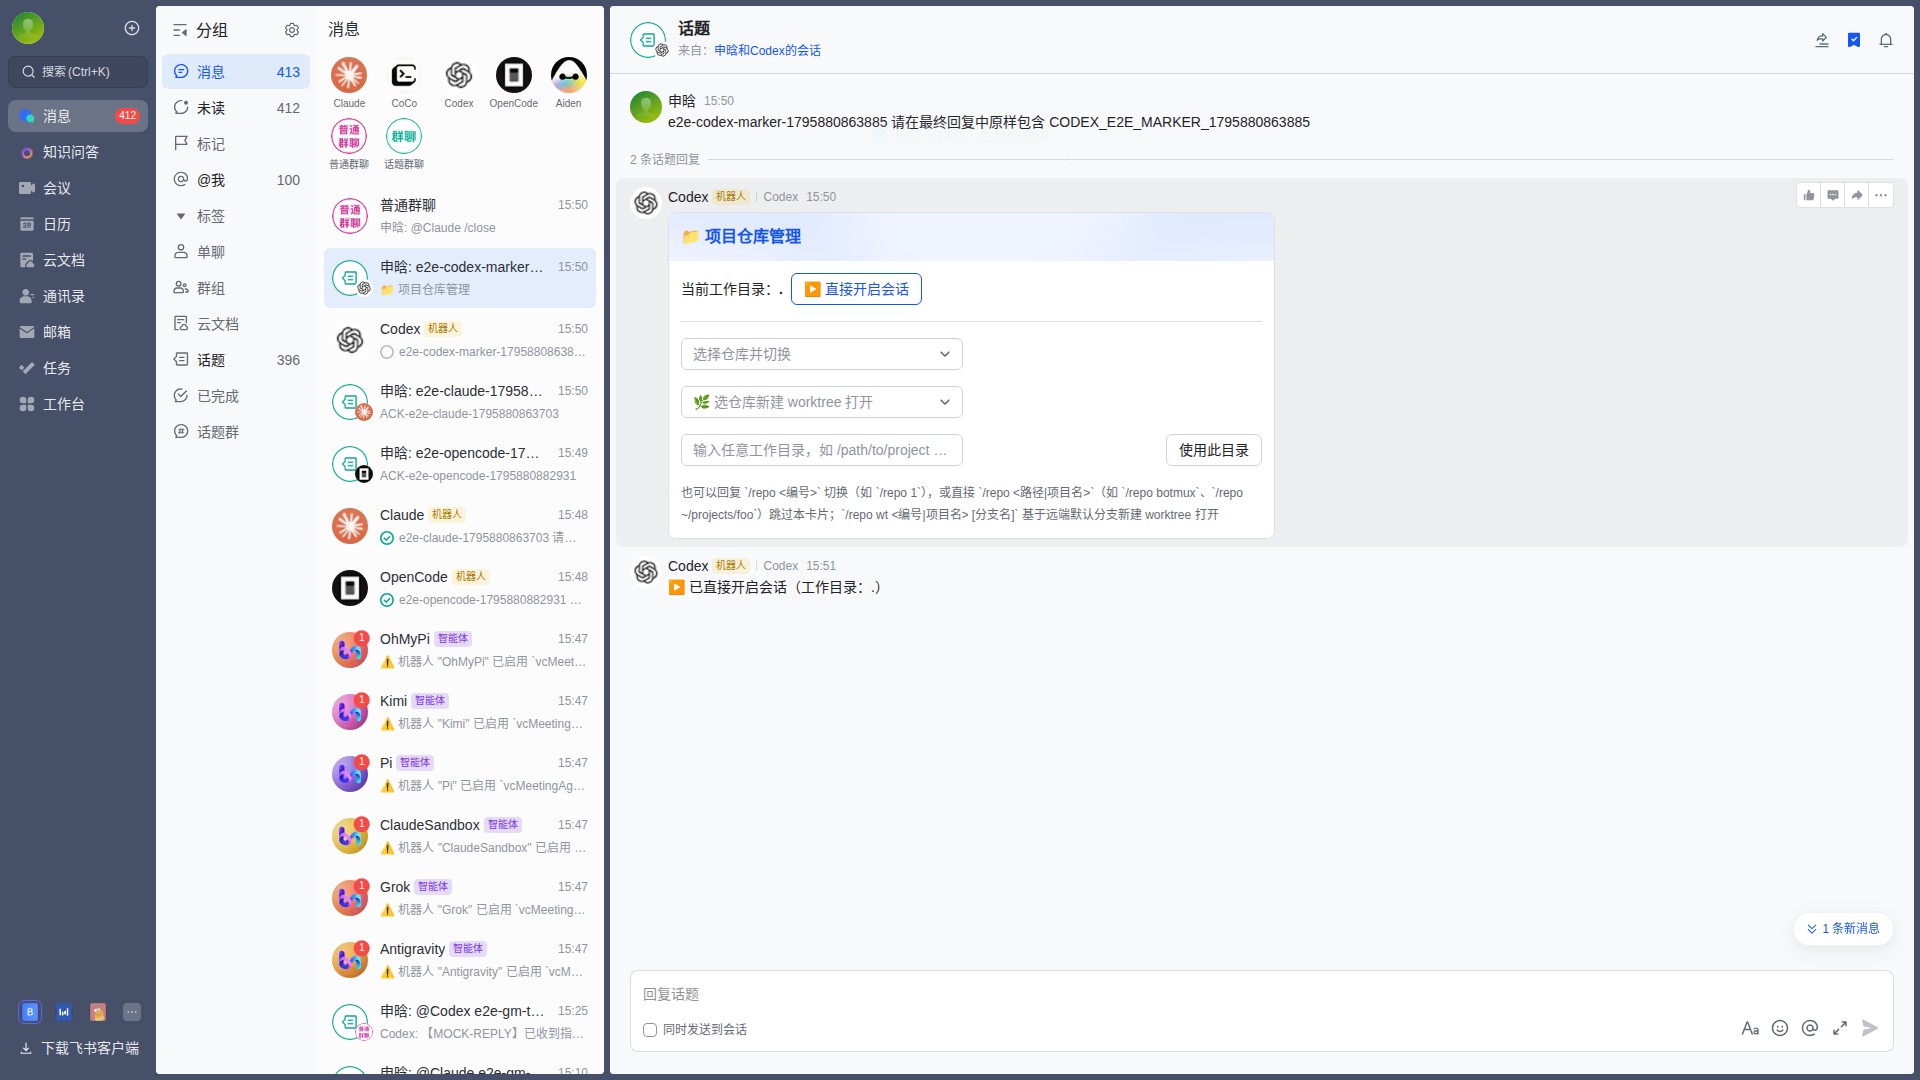 搜索 (Ctrl+K)
消息 412
知识问答
会议
日历
云文档
通讯录
邮箱
任务
工作台
下载飞书客户端
分组
消息 413
未读 412
标记
@我 100
标签
单聊
群组
云文档
话题 396
已完成
话题群
消息
Claude CoCo Codex OpenCode Aiden
普通群聊 群聊
普通群聊 话题群聊
普通群聊
普通群聊 15:50
申晗: @Claude /close
申晗: e2e-codex-marker... 15:50
📁 项目仓库管理
Codex 机器人 15:50
e2e-codex-marker-17958808638...
申晗: e2e-claude-17958... 15:50
ACK-e2e-claude-1795880863703
申晗: e2e-opencode-17... 15:49
ACK-e2e-opencode-1795880882931
Claude 机器人 15:48
e2e-claude-1795880863703 请...
OpenCode 机器人 15:48
e2e-opencode-1795880882931 ...
OhMyPi 智能体 15:47
1
⚠️ 机器人 "OhMyPi" 已启用 `vcMeet...
Kimi 智能体 15:47
1
⚠️ 机器人 "Kimi" 已启用 `vcMeeting...
Pi 智能体 15:47
1
⚠️ 机器人 "Pi" 已启用 `vcMeetingAg...
ClaudeSandbox 智能体 15:47
1
⚠️ 机器人 "ClaudeSandbox" 已启用 ...
Grok 智能体 15:47
1
⚠️ 机器人 "Grok" 已启用 `vcMeeting...
Antigravity 智能体 15:47
1
⚠️ 机器人 "Antigravity" 已启用 `vcM...
申晗: @Codex e2e-gm-t... 15:25
Codex: 【MOCK-REPLY】已收到指...
申晗: @Claude e2e-gm-... 15:10
话题
来自：申晗和Codex的会话
申晗 15:50
e2e-codex-marker-1795880863885 请在最终回复中原样包含 CODEX_E2E_MARKER_1795880863885
2 条话题回复
Codex 机器人 | Codex 15:50
📁 项目仓库管理
当前工作目录：. ▶️ 直接开启会话
选择仓库并切换
🌿 选仓库新建 worktree 打开
输入任意工作目录，如 /path/to/project ... 使用此目录
也可以回复 `/repo <编号>` 切换（如 `/repo 1`），或直接 `/repo <路径|项目名>`（如 `/repo botmux`、`/repo
~/projects/foo`）跳过本卡片；`/repo wt <编号|项目名> [分支名]` 基于远端默认分支新建 worktree 打开
Codex 机器人 | Codex 15:51
▶️ 已直接开启会话（工作目录：.）
1 条新消息
回复话题
同时发送到会话